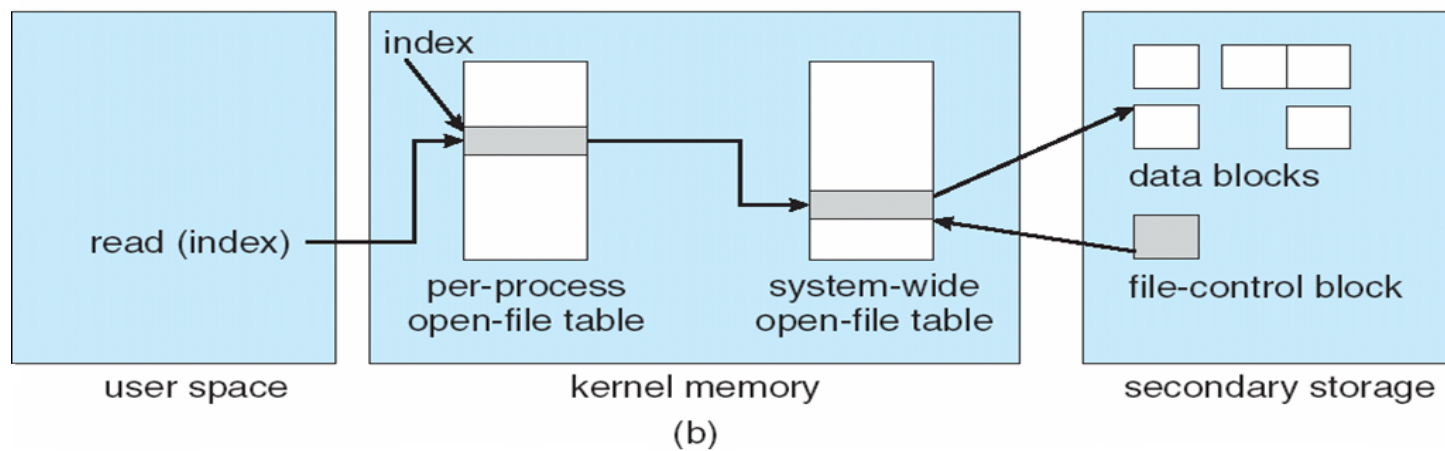 index
read (index)
per-process
open-file table
system-wide
open-file table
data blocks
file-control block
user space
kernel memory
secondary storage
(b)